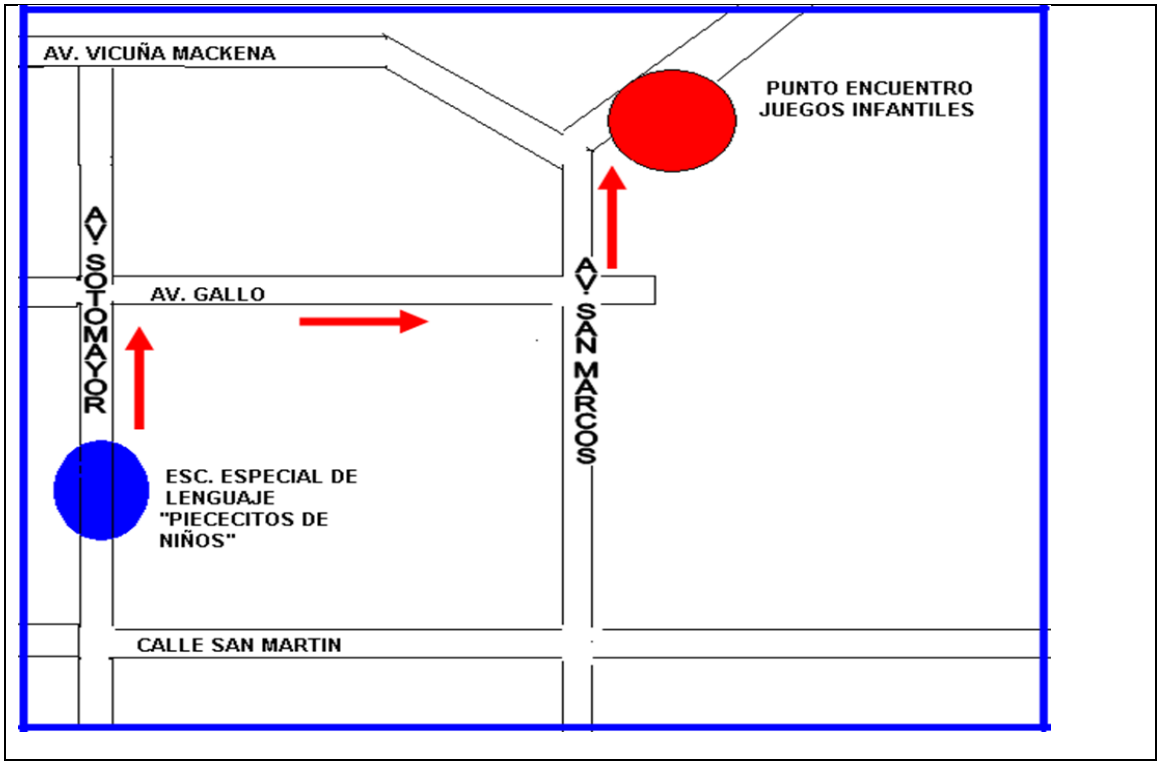 AV. VICUÑA MACKENA
PUNTO ENCUENTRO
JUEGOS INFANTILES
AV. SOTOMAYOR
AV. GALLO
AV. SAN MARCOS
ESC. ESPECIAL DE
LENGUAJE
"PIECECITOS DE
NIÑOS"
CALLE SAN MARTIN